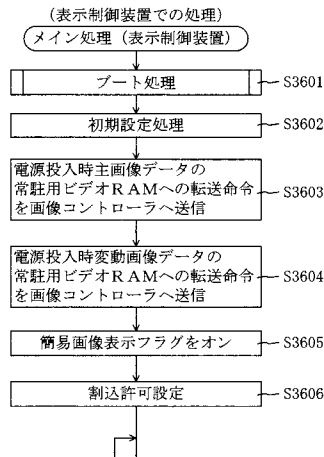 (表示制御装置での処理)
メイン処理(表示制御装置)
ブート処理
S3601
初期設定処理
S3602
電源投入時主画像データの
常駐用ビデオRAMへの転送命令
を画像コントローラへ送信
S3603
電源投入時変動画像データの
常駐用ビデオRAMへの転送命令
を画像コントローラへ送信
S3604
簡易画像表示フラグをオン
S3605
割込許可設定
S3606